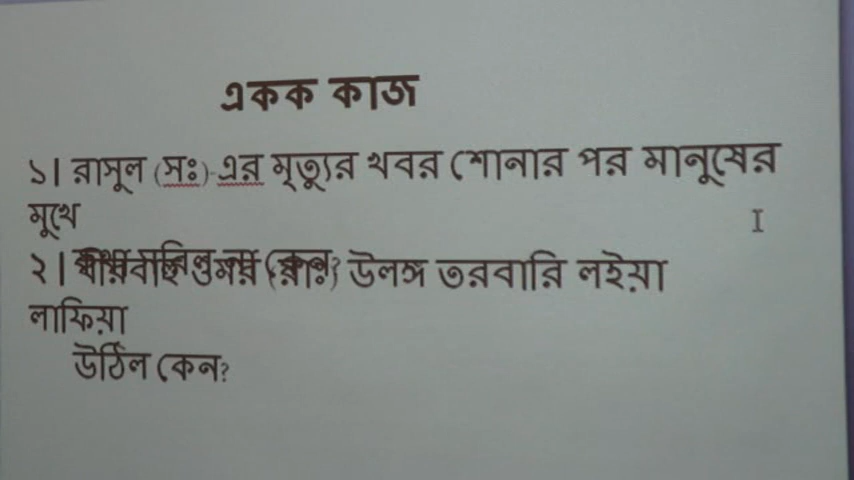 একক কাজ
১। রাসুল (সঃ) এর মৃত্যুর খবর শোনার পর মানুষের
মুখে
২। উলঙ্গ তরবারি লইয়া
লাফিয়া
উঠিল কেন?